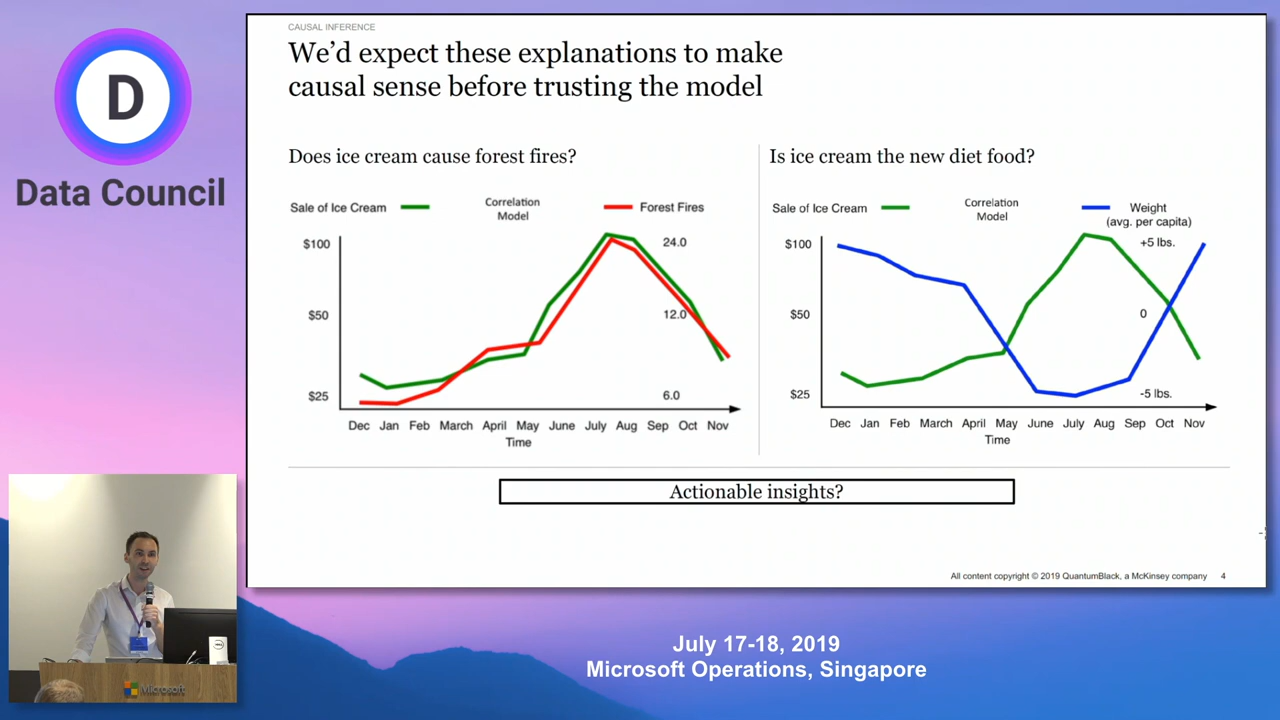 D
Data Council
CAUSAL INFERENCE
We'd expect these explanations to make
causal sense before trusting the model
Does ice cream cause forest fires?
Sale of Ice Cream
Correlation
Model
Forest Fires
$100
$50
$25
24.0
12.0
6.0
Dec Jan Feb March April May June July Aug Sep Oct Nov
Time
Is ice cream the new diet food?
Sale of Ice Cream
Correlation
Model
Weight
(avg. per capita)
$100
$50
$25
+5 lbs.
0
-5 lbs.
Dec Jan Feb March April May June July Aug Sep Oct Nov
Time
Actionable insights?
All content copyright © 2019 QuantumBlack, a McKinsey company 4
Microsoft
July 17-18, 2019
Microsoft Operations, Singapore